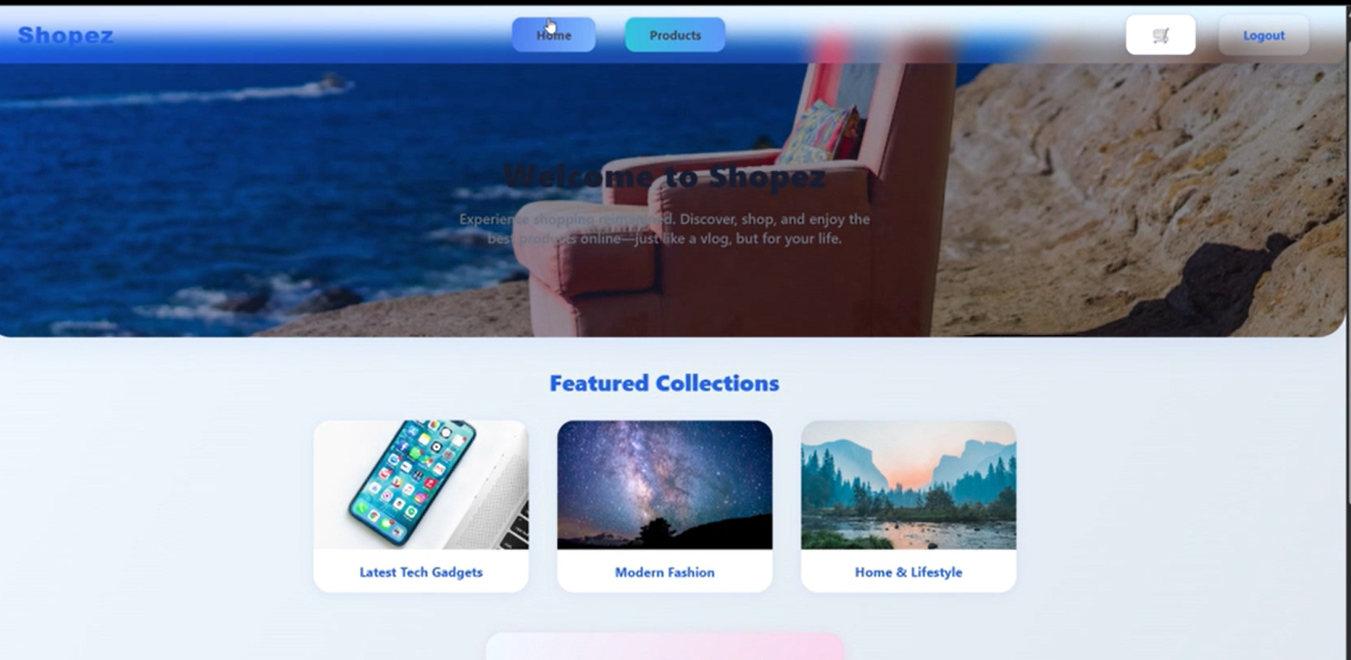 Shopez
Home
Products
Logout
Welcome to Shopez
Experience shopping reimagined. Discover, shop, and enjoy the
best products online—just like a vlog, but for your life.
Featured Collections
Latest Tech Gadgets
Modern Fashion
Home & Lifestyle